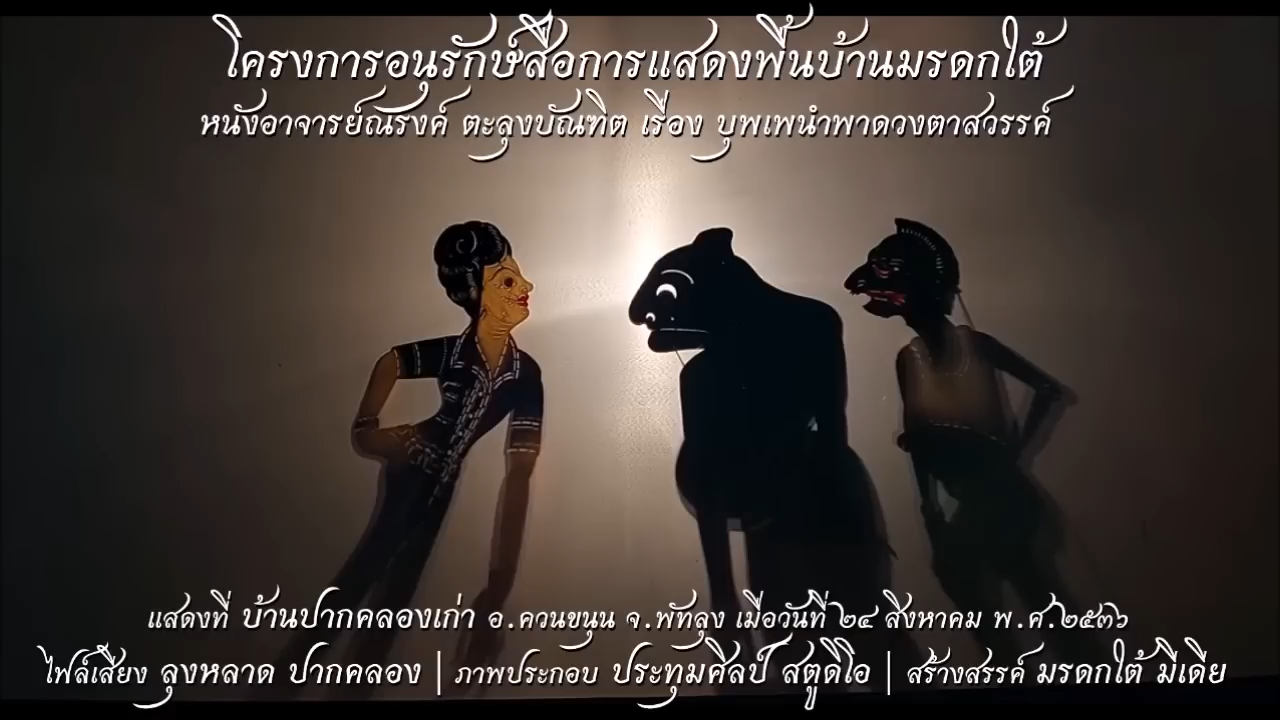 โครงการอนุรักษ์สื่อการแสดงพื้นบ้านมรดกใต้
หนังอาจารย์ณรงค์ ตะลุงบัณฑิต เรื่อง บุพเพนำพาดวงตาสวรรค์
แสดงที่ บ้านปากคลองเก่า อ.ควนขนุน จ.พัทลุง เมื่อวันที่ ๒๔ สิงหาคม พ.ศ.๒๕๓๖
ไฟล์เสียง ลุงหลาด ปากคลอง | ภาพประกอบ ประทุมศิลป์ สตูดิโอ | สร้างสรรค์ มรดกใต้ มีเดีย